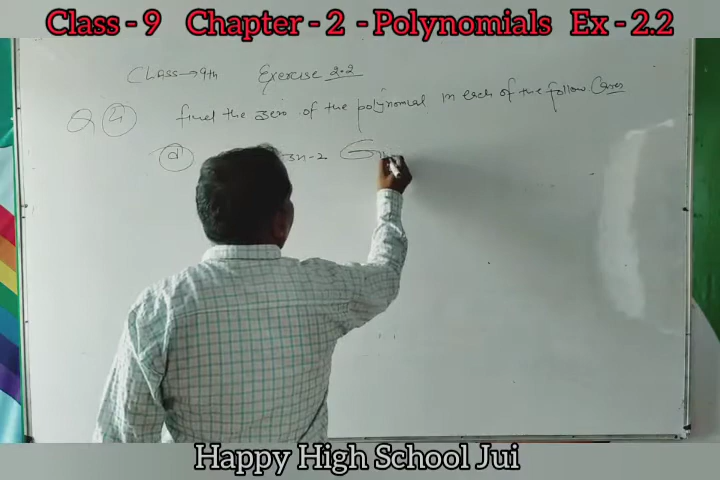 Class - 9 Chapter - 2 - Polynomials Ex - 2.2
CLASS→9th Exercise 2.2
Q 4 find the zero of the polynomial in each of the follow Cases
3x-2
Happy High School Jui